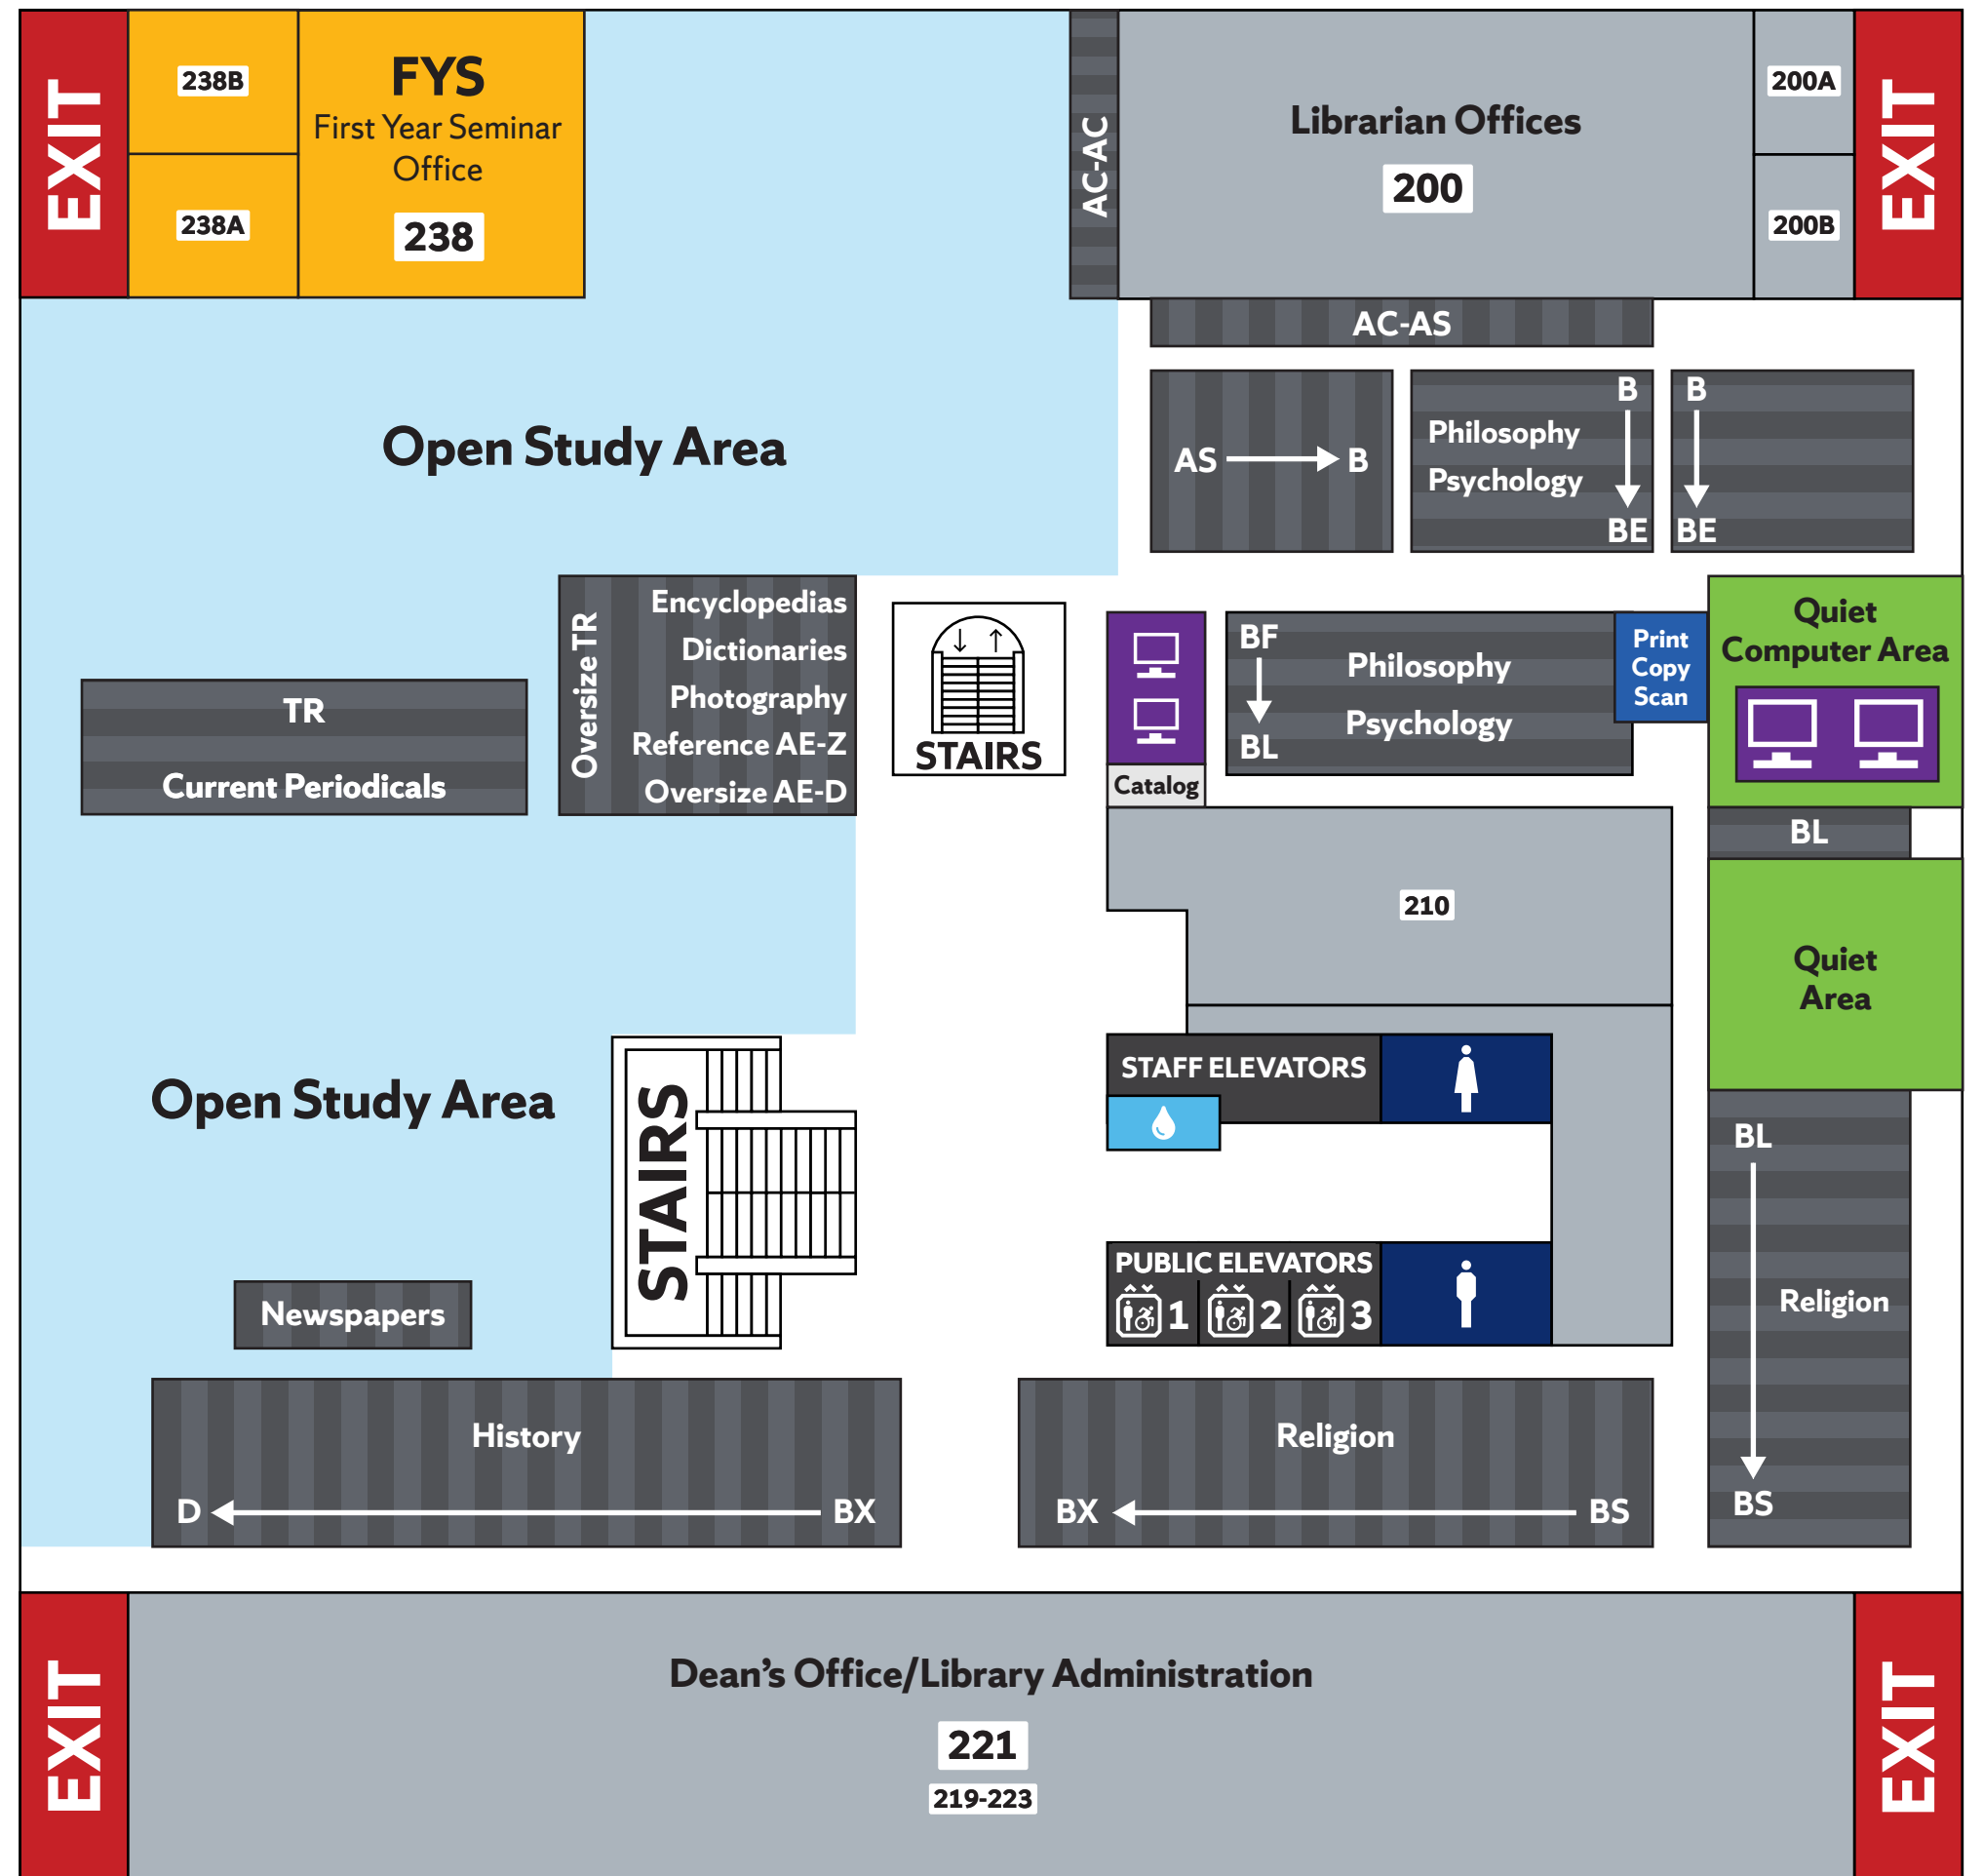 EXIT
238B
238A
FYS
First Year Seminar
Office
238
AC-AC
Librarian Offices
200
200A
200B
EXIT
AC-AS
Open Study Area
AS
B
B
Philosophy
Psychology
BE
B
BE
Oversize TR
Encyclopedias
Dictionaries
Photography
Reference AE-Z
Oversize AE-D
TR
Current Periodicals
STAIRS
Catalog
BF
BL
Philosophy
Psychology
Print
Copy
Scan
Quiet
Computer Area
BL
210
Quiet
Area
Open Study Area
STAIRS
STAFF ELEVATORS
PUBLIC ELEVATORS
1
2
3
BL
Religion
BS
Newspapers
History
D
BX
Religion
BX
BS
EXIT
Dean's Office/Library Administration
221
219-223
EXIT